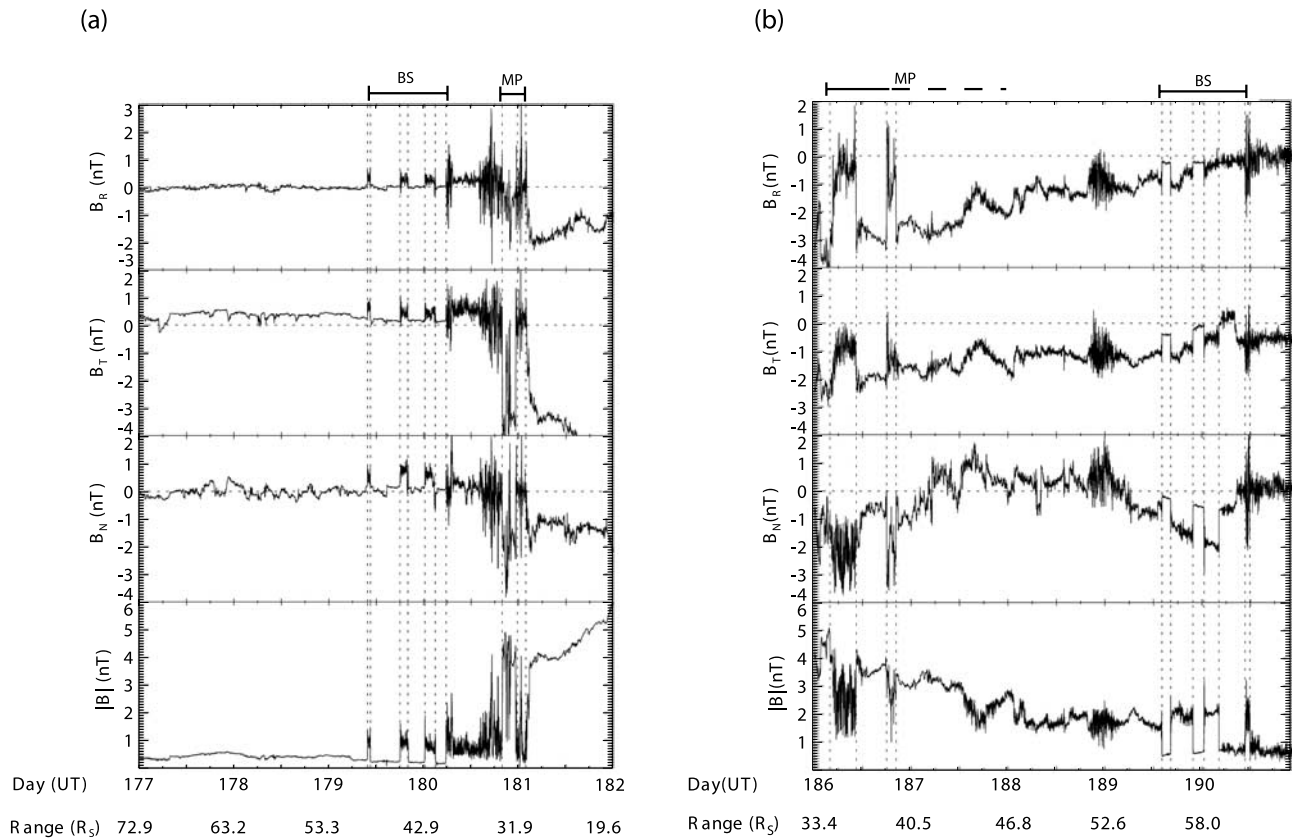 (a)
BS
MP
3
2
1
0
-1
-2
-3
B_R (nT)
2
1
0
-1
-2
-3
-4
B_T (nT)
2
1
0
-1
-2
-3
-4
B_N (nT)
6
5
4
3
2
1
|B| (nT)
Day (UT)
177 178 179 180 181 182
Range (R_S) 72.9 63.2 53.3 42.9 31.9 19.6
(b)
MP
BS
2
1
0
-1
-2
-3
-4
B_R (nT)
2
1
0
-1
-2
-3
-4
B_T (nT)
2
1
0
-1
-2
-3
-4
B_N (nT)
6
5
4
3
2
1
|B| (nT)
Day(UT) 186 187 188 189 190
Range (R_S) 33.4 40.5 46.8 52.6 58.0